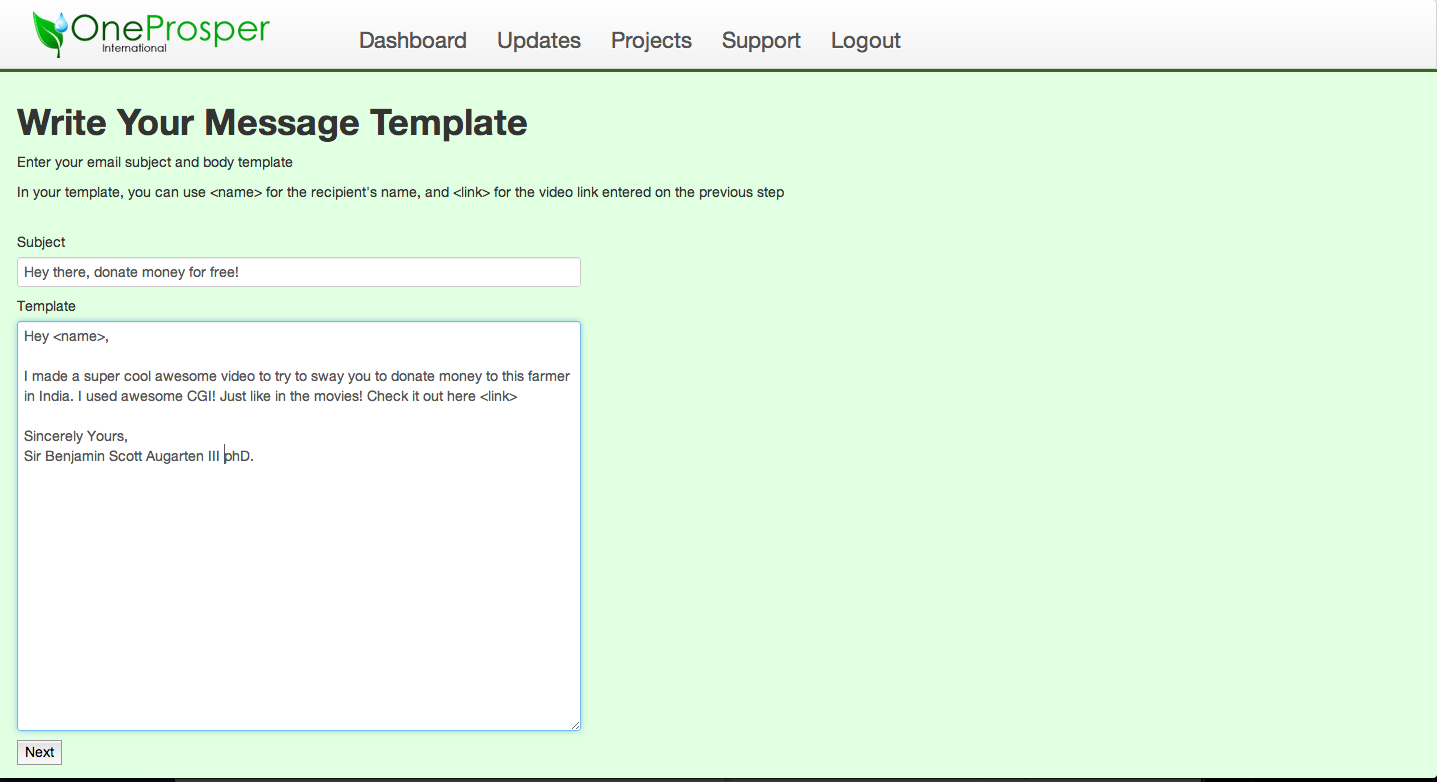 OneProsper
International
Dashboard Updates Projects Support Logout
Write Your Message Template
Enter your email subject and body template
In your template, you can use <name> for the recipient's name, and <link> for the video link entered on the previous step
Subject
Hey there, donate money for free!
Template
Hey <name>,
I made a super cool awesome video to try to sway you to donate money to this farmer
in India. I used awesome CGI! Just like in the movies! Check it out here <link>
Sincerely Yours,
Sir Benjamin Scott Augarten III phD.
Next